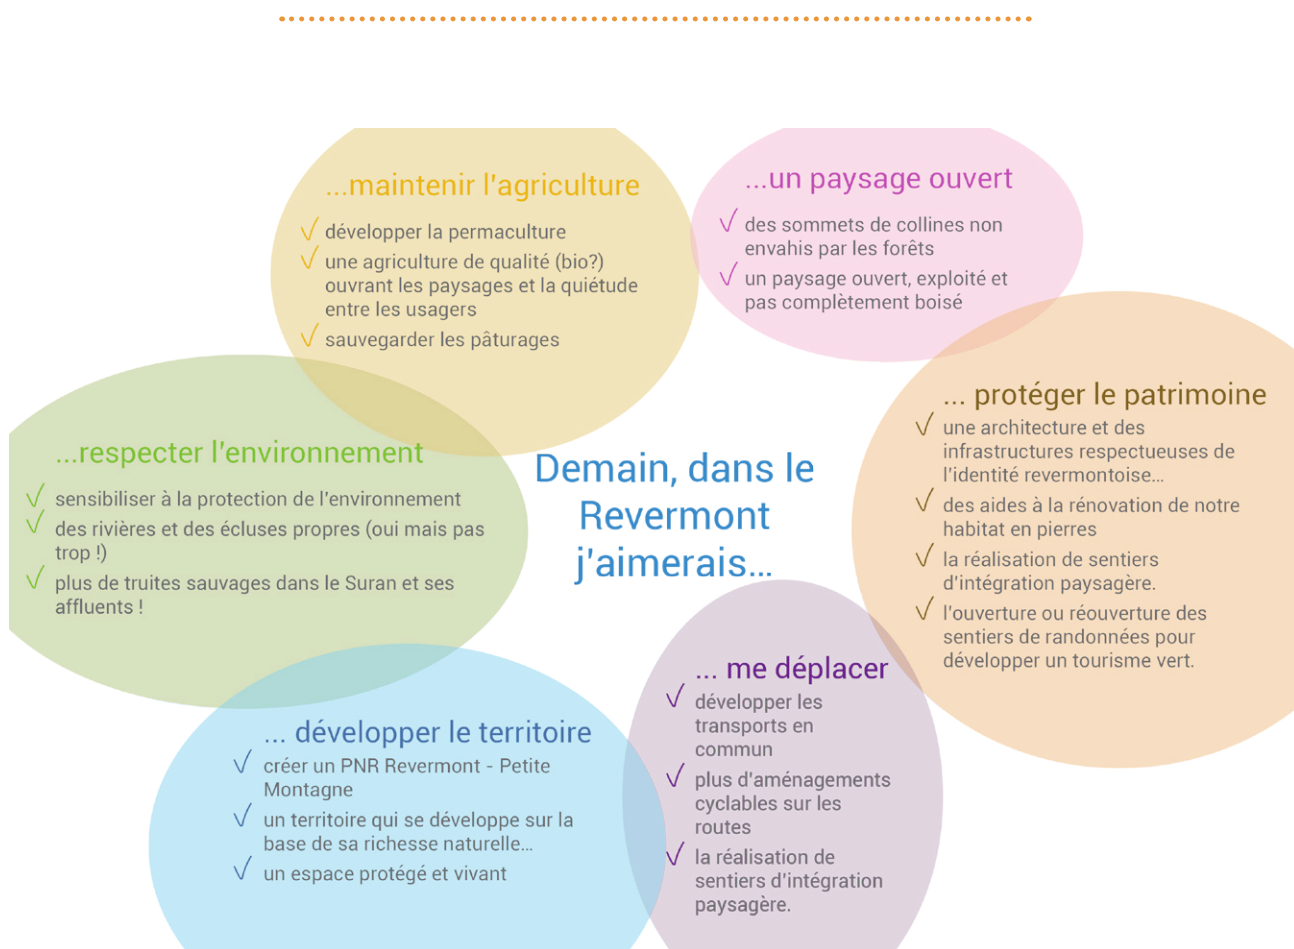 ...maintenir l'agriculture
développer la permaculture
une agriculture de qualité (bio?)
ouvrant les paysages et la quiétude
entre les usagers
sauvegarder les pâturages
...un paysage ouvert
des sommets de collines non
envahis par les forêts
un paysage ouvert, exploité et
pas complètement boisé
...respecter l'environnement
sensibiliser à la protection de l'environnement
des rivières et des écluses propres (oui mais pas
trop !)
plus de truites sauvages dans le Suran et ses
affluents !
Demain, dans le
Revermont
j'aimerais...
... protéger le patrimoine
une architecture et des
infrastructures respectueuses de
l'identité revermontoise...
des aides à la rénovation de notre
habitat en pierres
la réalisation de sentiers
d'intégration paysagère.
l'ouverture ou réouverture des
sentiers de randonnées pour
développer un tourisme vert.
... développer le territoire
créer un PNR Revermont - Petite
Montagne
un territoire qui se développe sur la
base de sa richesse naturelle...
un espace protégé et vivant
... me déplacer
développer les
transports en
commun
plus d'aménagements
cyclables sur les
routes
la réalisation de
sentiers d'intégration
paysagère.